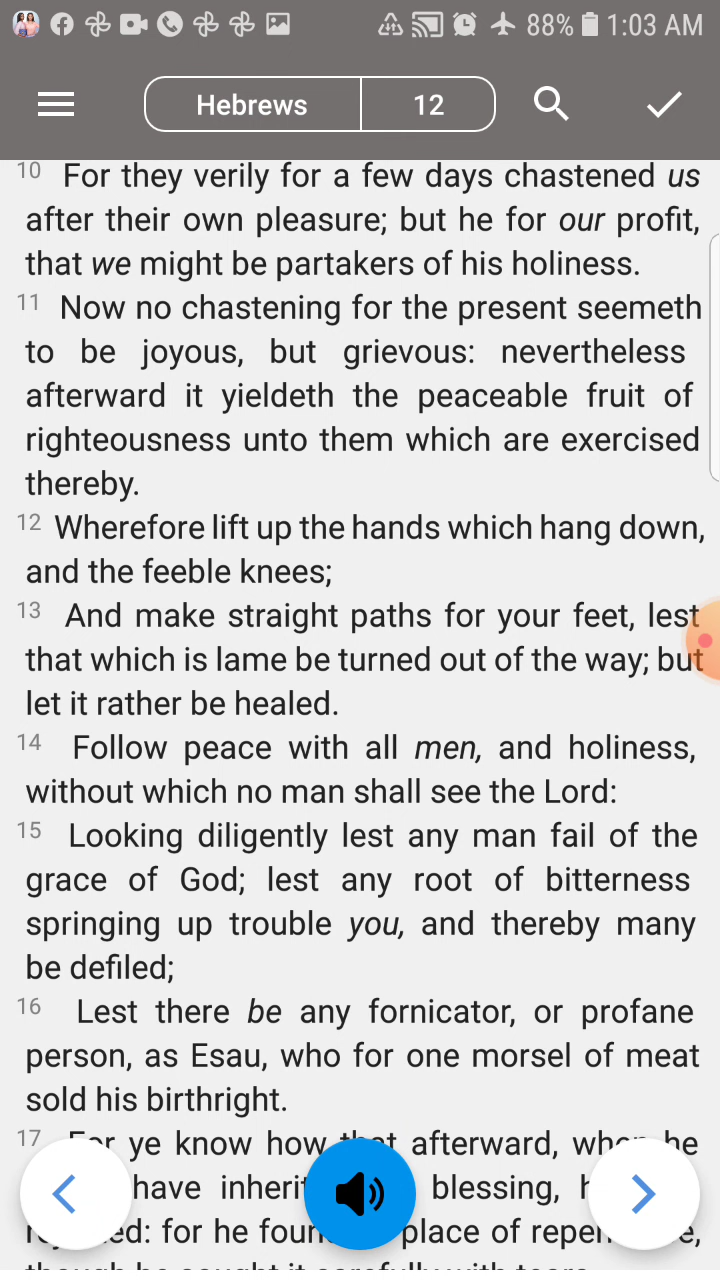 88% 1:03 AM
Hebrews 12
10 For they verily for a few days chastened us
after their own pleasure; but he for our profit,
that we might be partakers of his holiness.
11 Now no chastening for the present seemeth
to be joyous, but grievous: nevertheless
afterward it yieldeth the peaceable fruit of
righteousness unto them which are exercised
thereby.
12 Wherefore lift up the hands which hang down,
and the feeble knees;
13 And make straight paths for your feet, lest
that which is lame be turned out of the way; but
let it rather be healed.
14 Follow peace with all men, and holiness,
without which no man shall see the Lord:
15 Looking diligently lest any man fail of the
grace of God; lest any root of bitterness
springing up trouble you, and thereby many
be defiled;
16 Lest there be any fornicator, or profane
person, as Esau, who for one morsel of meat
sold his birthright.
17 For ye know how that afterward, when he
have blessing,
for he place of